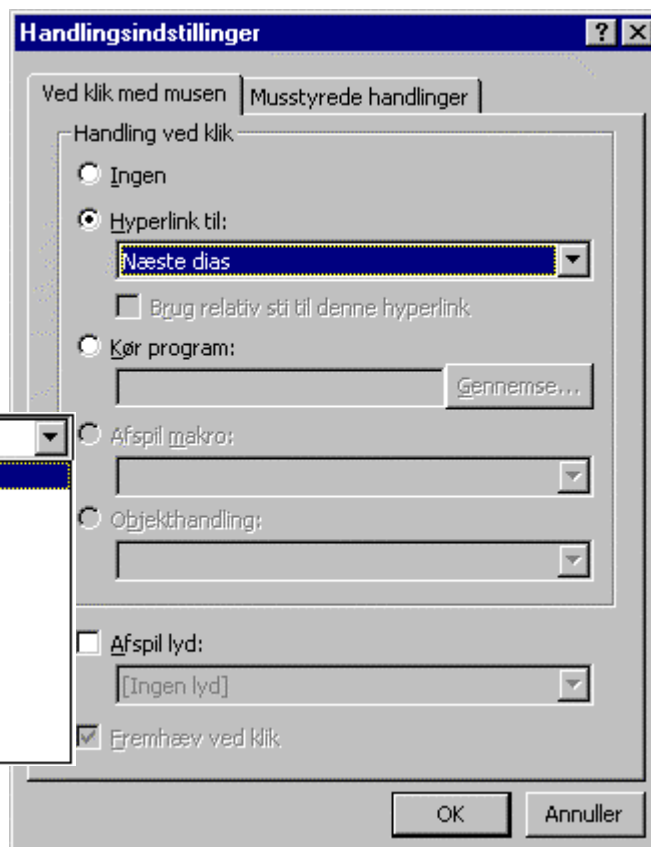 Handlingsindstillinger
Ved klik med musen Musstyrede handlinger
Handling ved klik
Ingen
Hyperlink til:
Næste dias
Brug relativ sti til denne hyperlink
Kør program:
Gennemse...
Afspil makro:
Objekthandling:
Afspil lyd:
[Ingen lyd]
Fremhæv ved klik
OK Annuller